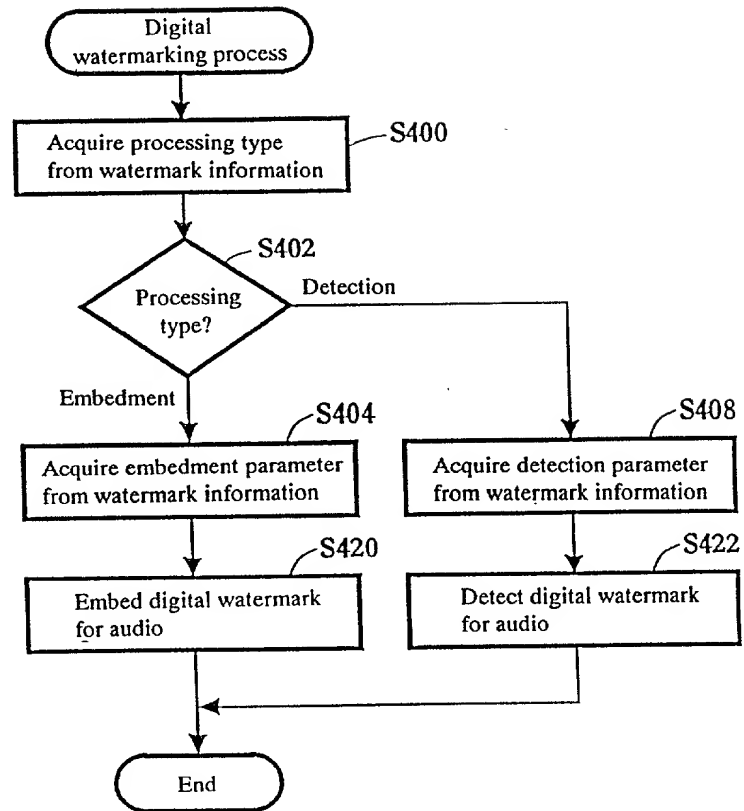 Digital
watermarking process
S400
Acquire processing type
from watermark information
S402
Processing
type?
Detection
Embedment
S404
Acquire embedment parameter
from watermark information
S408
Acquire detection parameter
from watermark information
S420
Embed digital watermark
for audio
S422
Detect digital watermark
for audio
End